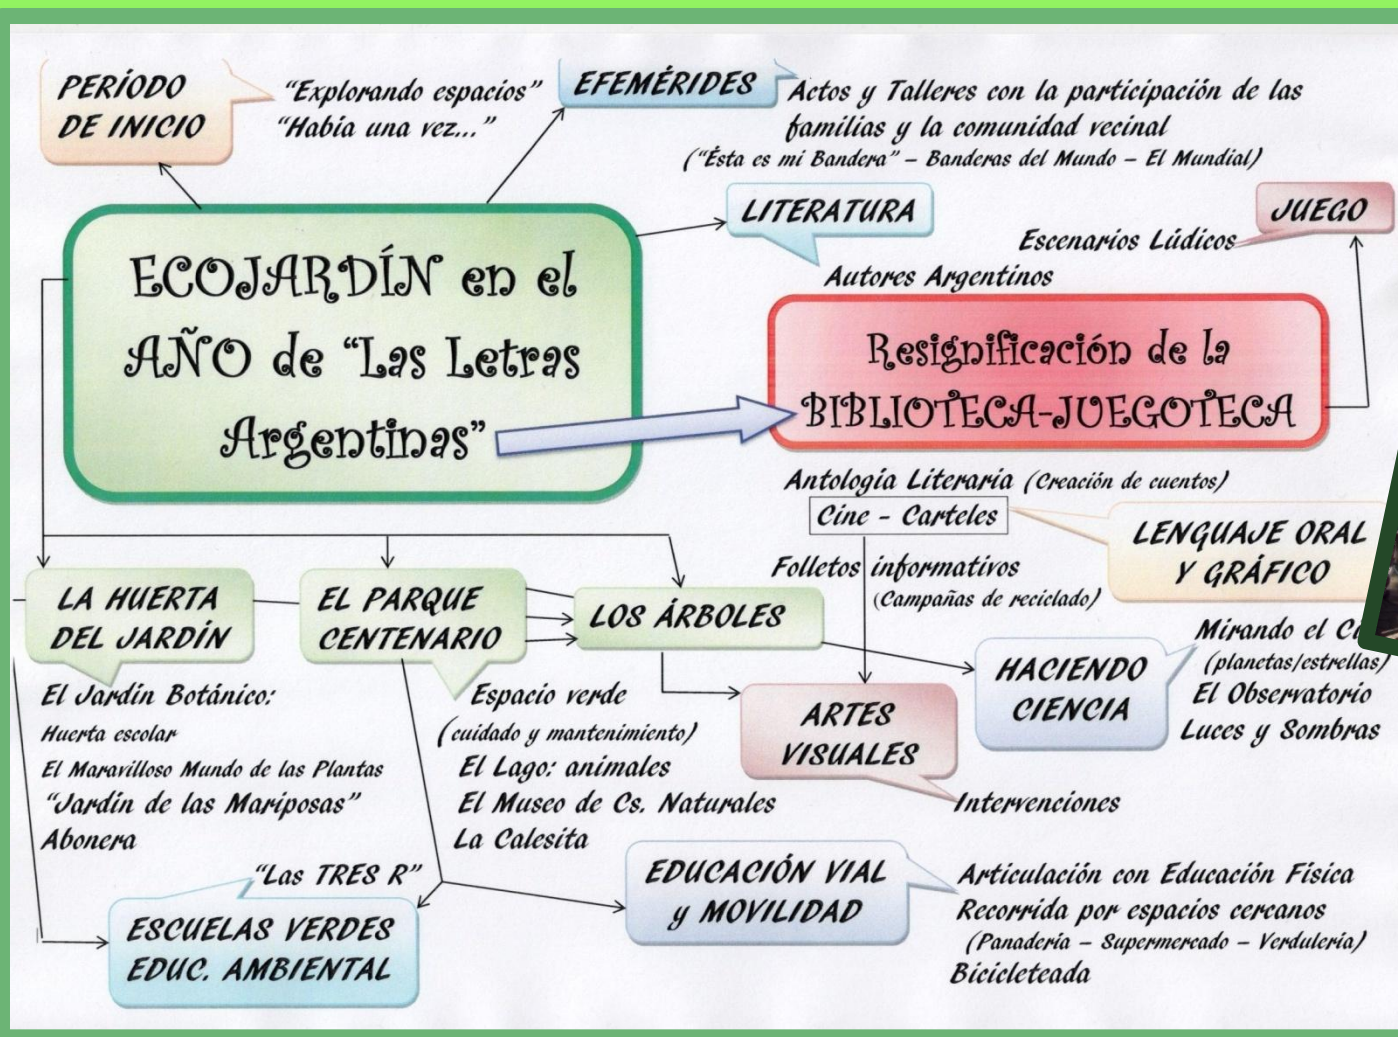 PERÍODO
DE INICIO
"Explorando espacios"
"Había una vez..."
EFEMÉRIDES
Actos y Talleres con la participación de las
familias y la comunidad vecinal
("Ésta es mi Bandera" – Banderas del Mundo – El Mundial)
LITERATURA
Autores Argentinos
JUEGO
Escenarios Lúdicos
ECOJARDÍN en el
AÑO de "Las Letras
Argentinas"
Resignificación de la
BIBLIOTECA-JUEGOTECA
Antología Literaria (Creación de cuentos)
Cine - Carteles
Folletos informativos
(Campañas de reciclado)
LENGUAJE ORAL
Y GRÁFICO
LA HUERTA
DEL JARDÍN
El Jardín Botánico:
Huerta escolar
El Maravilloso Mundo de las Plantas
"Jardín de las Mariposas"
Abonera
EL PARQUE
CENTENARIO
Espacio verde
(cuidado y mantenimiento)
El Lago: animales
El Museo de Cs. Naturales
La Calesita
LOS ÁRBOLES
ARTES
VISUALES
Intervenciones
HACIENDO
CIENCIA
Mirando el
(planetas/estrellas)
El Observatorio
Luces y Sombras
"Las TRES R"
ESCUELAS VERDES
EDUC. AMBIENTAL
EDUCACIÓN VIAL
y MOVILIDAD
Articulación con Educación Física
Recorrida por espacios cercanos
(Panadería – Supermercado – Verdulería)
Bicicleteada